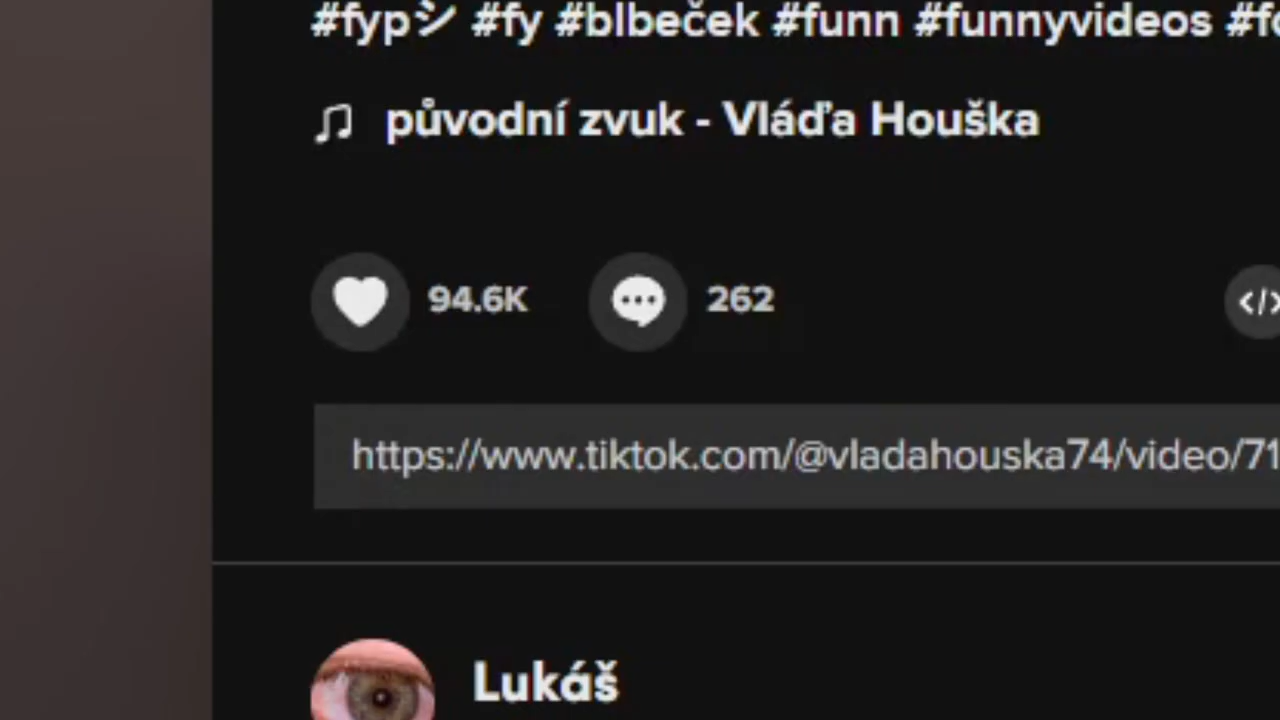 #fypシ #fy #blbeček #funn #funnyvideos
původní zvuk - Vláďa Houška
94.6K 262
https://www.tiktok.com/@vladahouska74/video/71
Lukáš